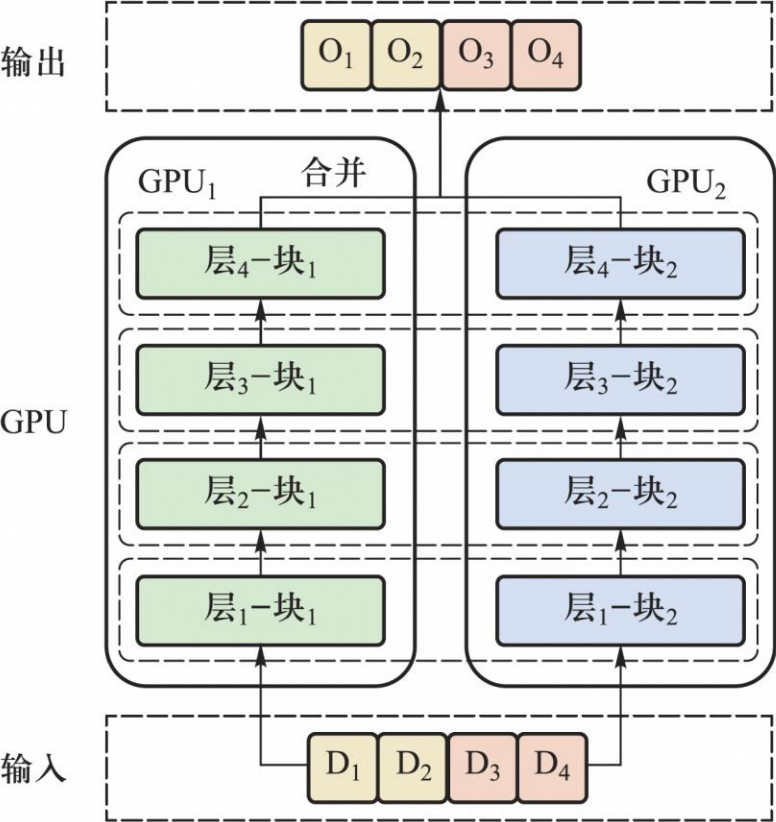 输出
O₁ O₂ O₃ O₄
GPU₁ 合并 GPU₂
层₄-块₁ 层₄-块₂
层₃-块₁ 层₃-块₂
GPU
层₂-块₁ 层₂-块₂
层₁-块₁ 层₁-块₂
输入
D₁ D₂ D₃ D₄